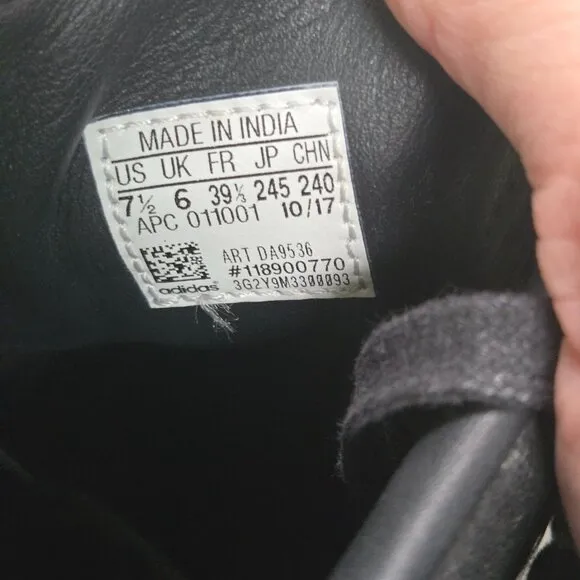 MADE IN INDIA
US UK FR JP CHN
7½ 6 39⅓ 245 240
APC 011001 10/17
ART DA9536
#118900770
adidas 3G2Y9M3300093